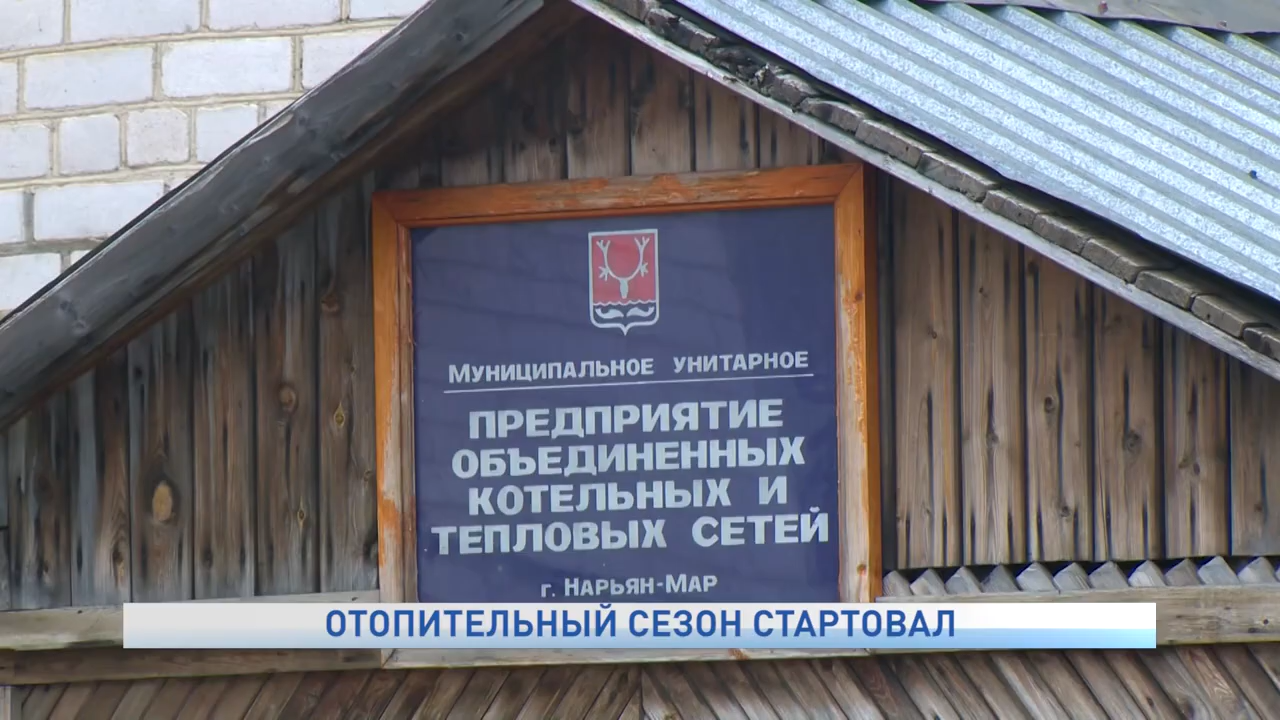 Муниципальное унитарное
ПРЕДПРИЯТИЕ
ОБЪЕДИНЕННЫХ
КОТЕЛЬНЫХ И
ТЕПЛОВЫХ СЕТЕЙ
г. Нарьян-Мар
ОТОПИТЕЛЬНЫЙ СЕЗОН СТАРТОВАЛ